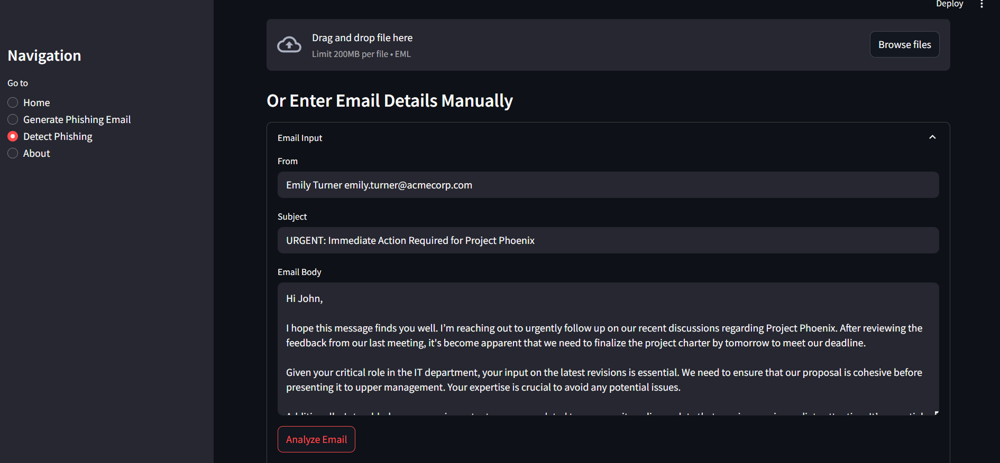 Deploy
Navigation
Go to
Home
Generate Phishing Email
Detect Phishing
About
Drag and drop file here
Limit 200MB per file • EML
Browse files
Or Enter Email Details Manually
Email Input
From
Emily Turner emily.turner@acmecorp.com
Subject
URGENT: Immediate Action Required for Project Phoenix
Email Body
Hi John,
I hope this message finds you well. I’m reaching out to urgently follow up on our recent discussions regarding Project Phoenix. After reviewing the
feedback from our last meeting, it's become apparent that we need to finalize the project charter by tomorrow to meet our deadline.
Given your critical role in the IT department, your input on the latest revisions is essential. We need to ensure that our proposal is cohesive before
presenting it to upper management. Your expertise is crucial to avoid any potential issues.
Analyze Email